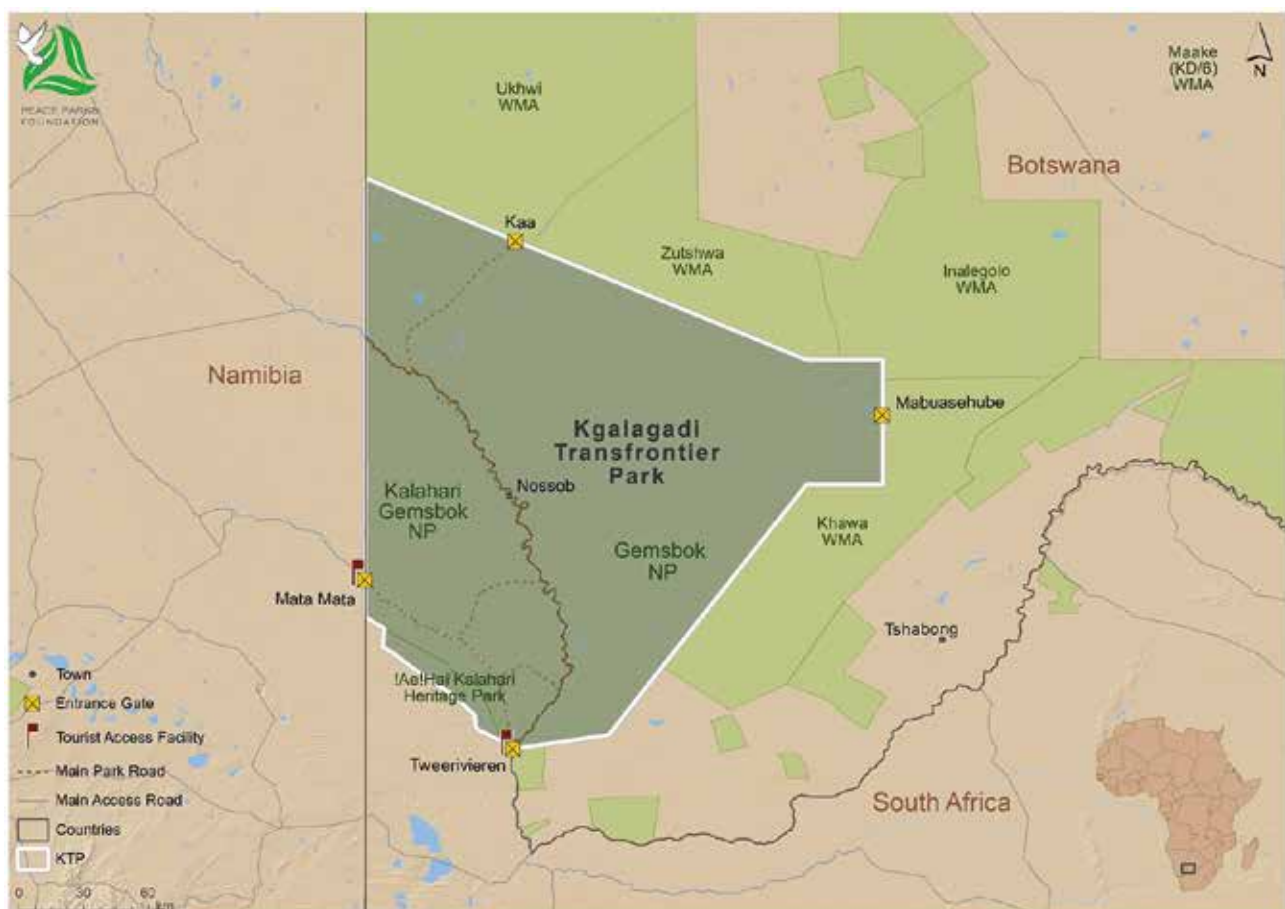 PEACE PARKS
FOUNDATION
Ukhwi
WMA
Maake
(KD/6)
WMA
N
Botswana
Kaa
Zutshwa
WMA
Inalegolo
WMA
Namibia
Mabuasehube
Kgalagadi
Transfrontier
Park
Nossob
Kalahari
Gemsbok
NP
Khawa
WMA
Gemsbok
NP
Mata Mata
Tshabong
!Ae!Hai Kalahari
Heritage Park
Tweerivieren
South Africa
Town
Entrance Gate
Tourist Access Facility
Main Park Road
Main Access Road
Countries
KTP
0 30 60
km